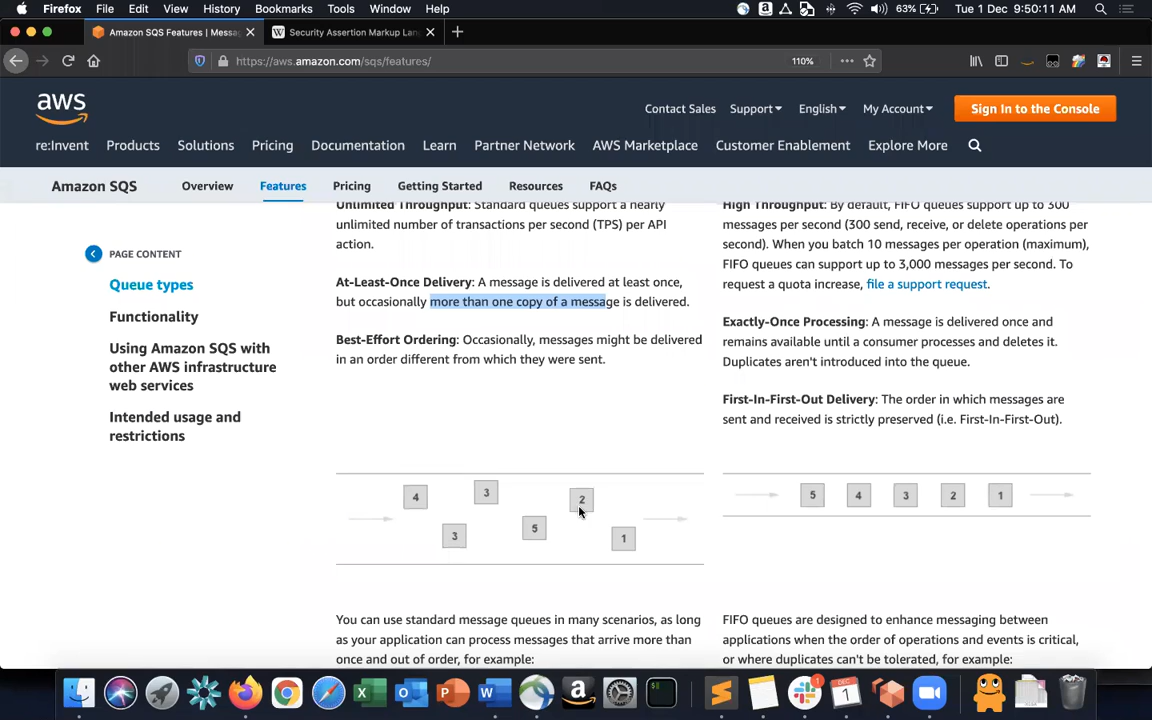 Firefox File Edit View History Bookmarks Tools Window Help 63% Tue 1 Dec 9:50:11 AM
Amazon SQS Features | Messa Security Assertion Markup Lan
https://aws.amazon.com/sqs/features/ 110%
aws
Contact Sales Support English My Account Sign In to the Console
re:Invent Products Solutions Pricing Documentation Learn Partner Network AWS Marketplace Customer Enablement Explore More
Amazon SQS Overview Features Pricing Getting Started Resources FAQs
PAGE CONTENT
Queue types
Functionality
Using Amazon SQS with
other AWS infrastructure
web services
Intended usage and
restrictions
Unlimited Throughput: Standard queues support a nearly
unlimited number of transactions per second (TPS) per API
action.
At-Least-Once Delivery: A message is delivered at least once,
but occasionally more than one copy of a message is delivered.
Best-Effort Ordering: Occasionally, messages might be delivered
in an order different from which they were sent.
4 3 2
3 5 1
You can use standard message queues in many scenarios, as long
as your application can process messages that arrive more than
once and out of order, for example:
High Throughput: By default, FIFO queues support up to 300
messages per second (300 send, receive, or delete operations per
second). When you batch 10 messages per operation (maximum),
FIFO queues can support up to 3,000 messages per second. To
request a quota increase, file a support request.
Exactly-Once Processing: A message is delivered once and
remains available until a consumer processes and deletes it.
Duplicates aren't introduced into the queue.
First-In-First-Out Delivery: The order in which messages are
sent and received is strictly preserved (i.e. First-In-First-Out).
5 4 3 2 1
FIFO queues are designed to enhance messaging between
applications when the order of operations and events is critical,
or where duplicates can't be tolerated, for example: